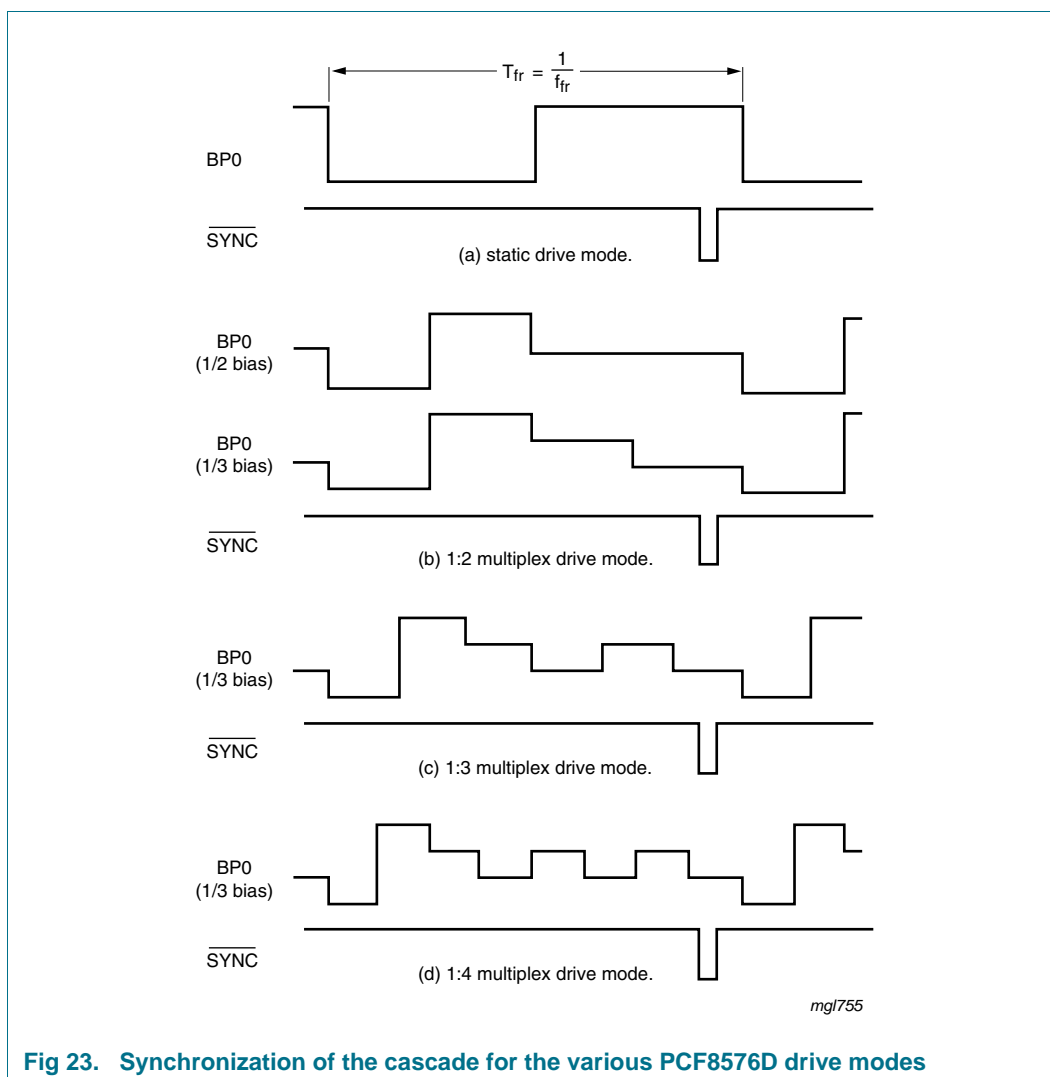 T_fr = 1/f_fr
BP0
SYNC
(a) static drive mode.
BP0
(1/2 bias)
BP0
(1/3 bias)
SYNC
(b) 1:2 multiplex drive mode.
BP0
(1/3 bias)
SYNC
(c) 1:3 multiplex drive mode.
BP0
(1/3 bias)
SYNC
(d) 1:4 multiplex drive mode.
mgl755
Fig 23. Synchronization of the cascade for the various PCF8576D drive modes